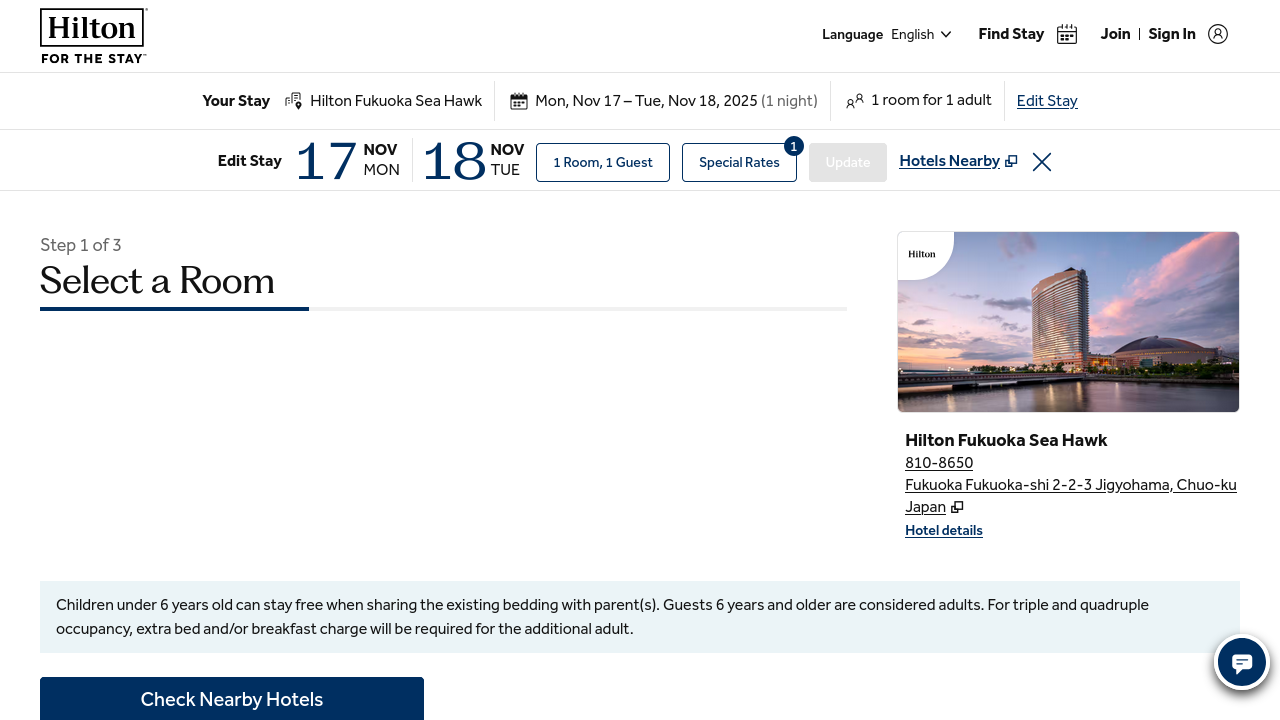 Hilton
FOR THE STAY
Language English
Find Stay
Join | Sign In
Your Stay
Hilton Fukuoka Sea Hawk
Mon, Nov 17 – Tue, Nov 18, 2025 (1 night)
1 room for 1 adult
Edit Stay
Edit Stay
17 NOV MON
18 NOV TUE
1 Room, 1 Guest
Special Rates 1
Update
Hotels Nearby
Step 1 of 3
Select a Room
Hilton
Hilton Fukuoka Sea Hawk
810-8650
Fukuoka Fukuoka-shi 2-2-3 Jigyohama, Chuo-ku
Japan
Hotel details
Children under 6 years old can stay free when sharing the existing bedding with parent(s). Guests 6 years and older are considered adults. For triple and quadruple
occupancy, extra bed and/or breakfast charge will be required for the additional adult.
Check Nearby Hotels